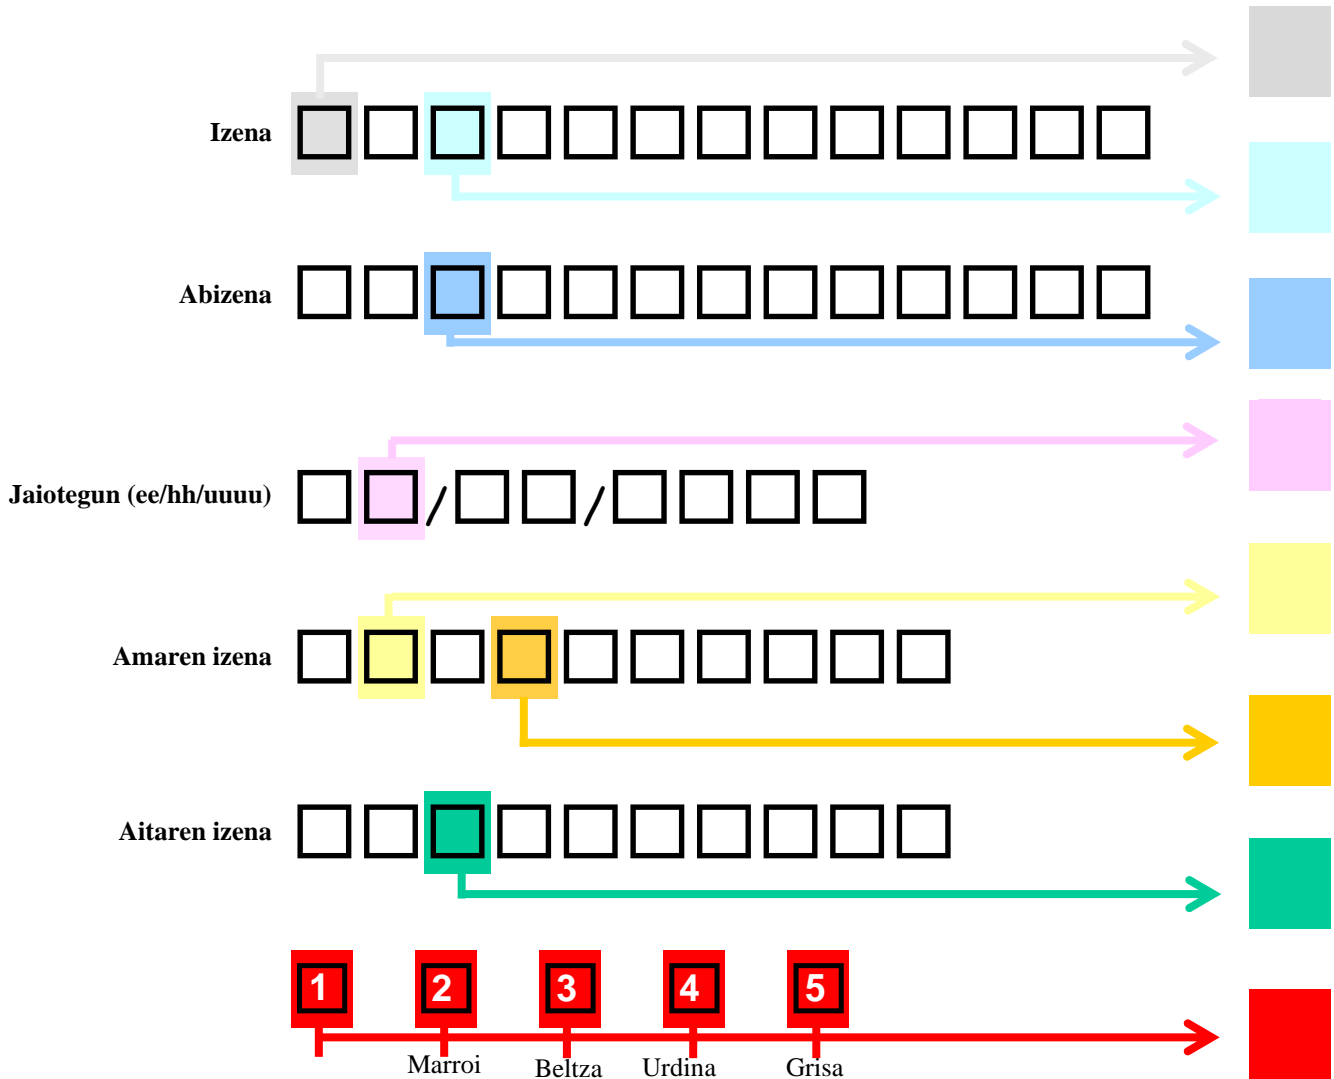 Izena
Abizena
Jaiotegun (ee/hh/uuuu)
/ /
Amaren izena
Aitaren izena
1 2 3 4 5
Marroi Beltza Urdina Grisa